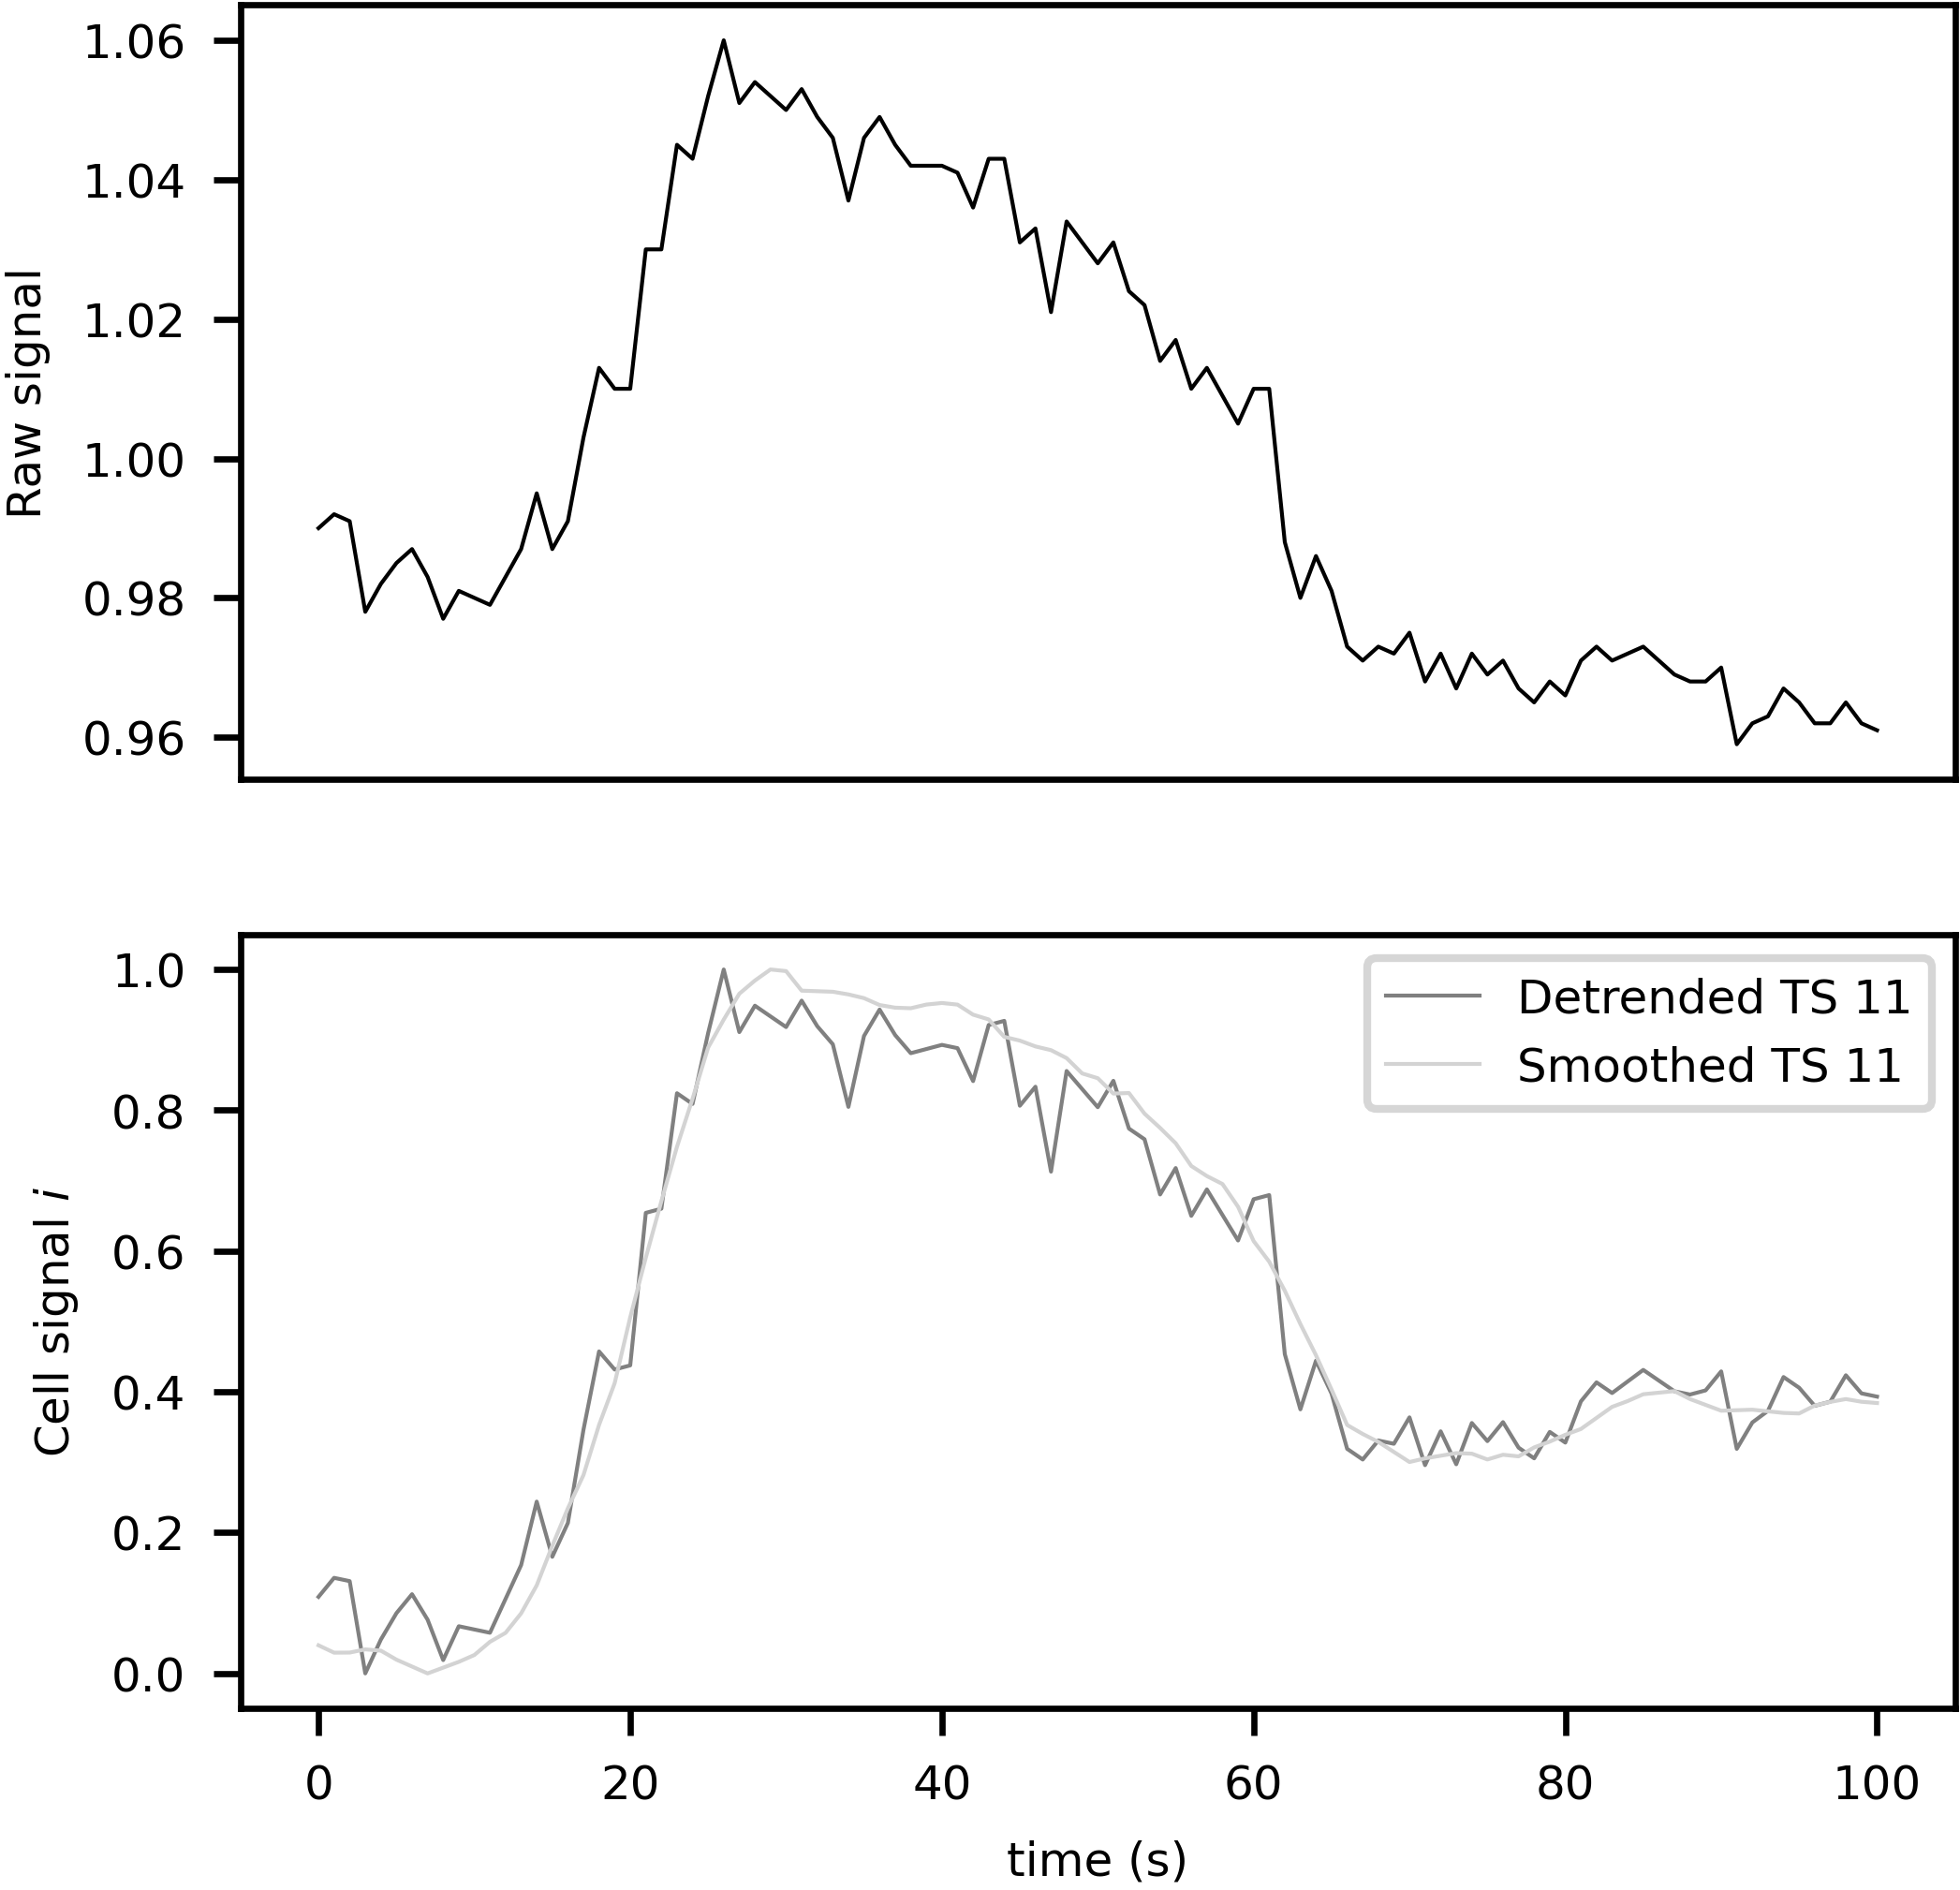 Raw signal
1.06
1.04
1.02
1.00
0.98
0.96
Cell signal i
1.0
0.8
0.6
0.4
0.2
0.0
Detrended TS 11
Smoothed TS 11
0 20 40 60 80 100
time (s)